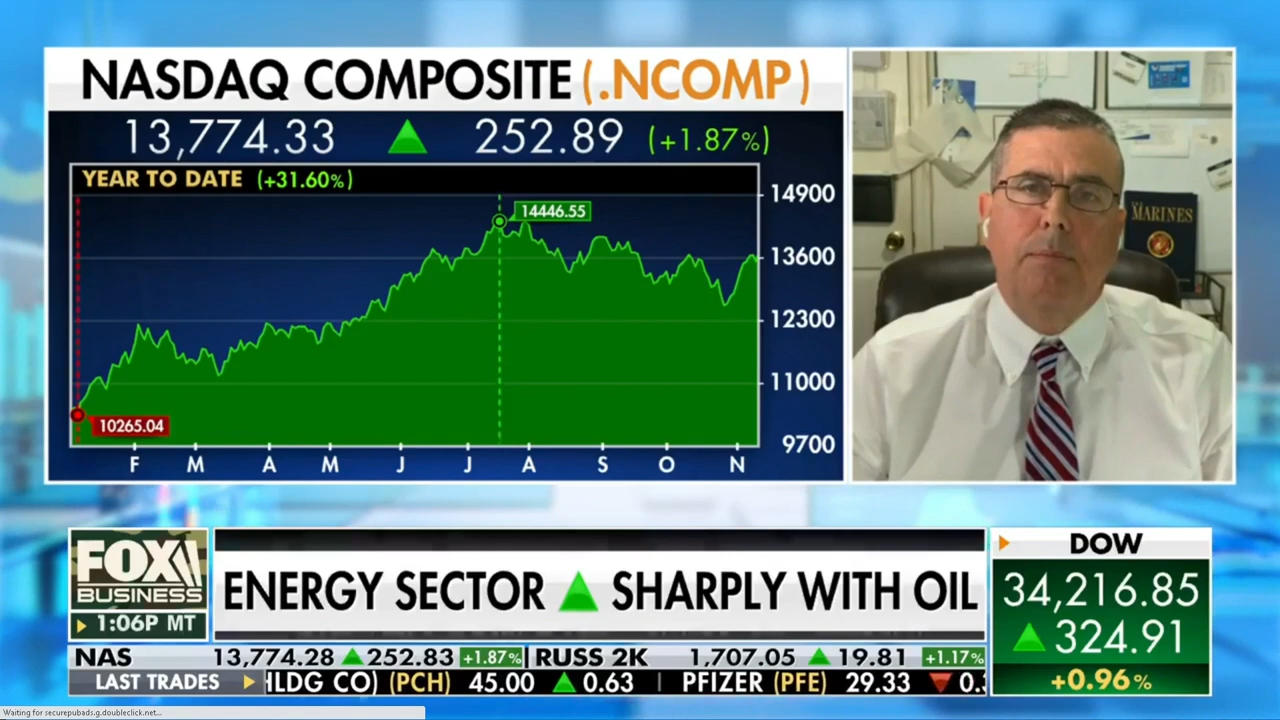 NASDAQ COMPOSITE (.NCOMP)
13,774.33 ▲ 252.89 (+1.87%)
YEAR TO DATE (+31.60%)
14446.55
10265.04
14900
13600
12300
11000
9700
F M A M J J A S O N
MARINES
FOX
BUSINESS
1:06P MT
ENERGY SECTOR ▲ SHARPLY WITH OIL
DOW
34,216.85
▲ 324.91
+0.96%
NAS 13,774.28 ▲ 252.83 +1.87% RUSS 2K 1,707.05 ▲ 19.81 +1.17%
LAST TRADES HLDG CO) (PCH) 45.00 ▲ 0.63 | PFIZER (PFE) 29.33 ▼ 0.3
Waiting for securepubads.g.doubleclick.net...